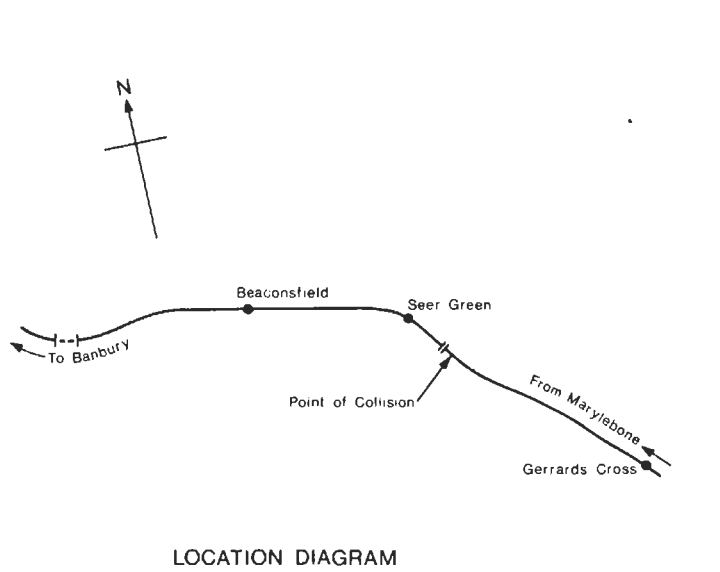 N
Beaconsfield
Seer Green
To Banbury
Point of Collision
From Marylebone
Gerrards Cross
LOCATION DIAGRAM